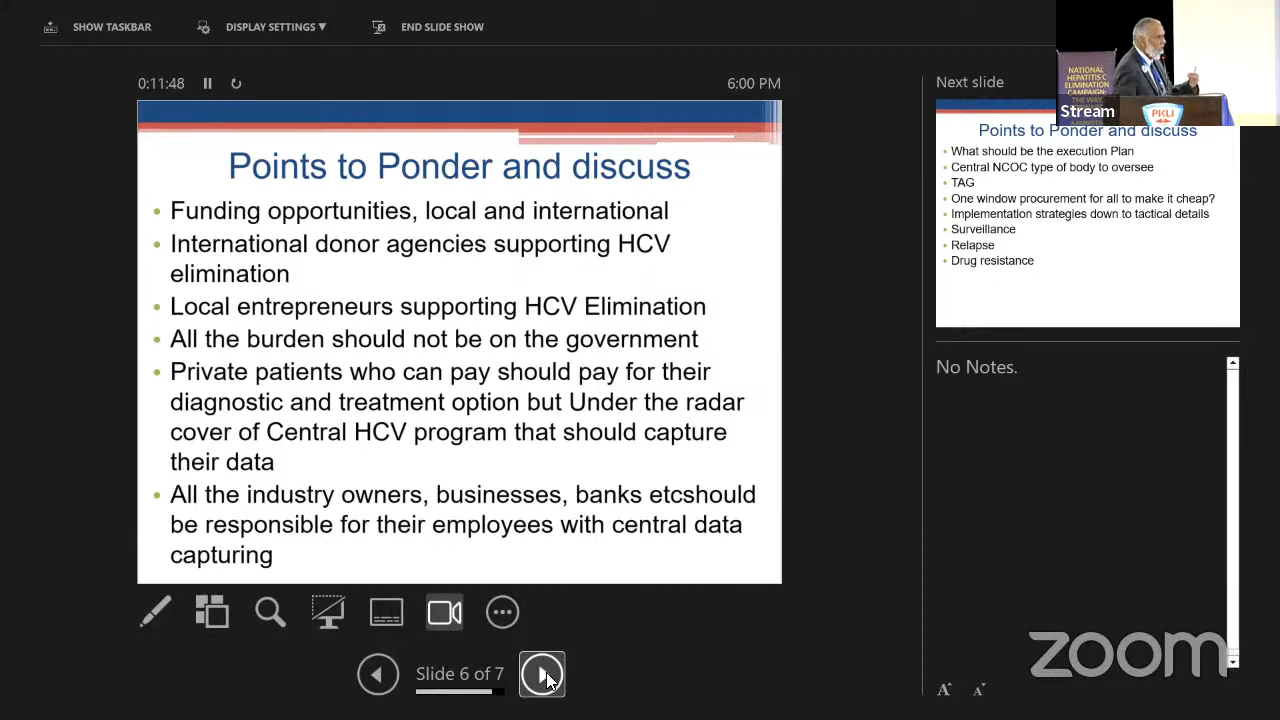 SHOW TASKBAR
DISPLAY SETTINGS ▼
END SLIDE SHOW
0:11:48
6:00 PM
Points to Ponder and discuss
• Funding opportunities, local and international
• International donor agencies supporting HCV
elimination
• Local entrepreneurs supporting HCV Elimination
• All the burden should not be on the government
• Private patients who can pay should pay for their
diagnostic and treatment option but Under the radar
cover of Central HCV program that should capture
their data
• All the industry owners, businesses, banks etcshould
be responsible for their employees with central data
capturing
Slide 6 of 7
Next slide
Points to Ponder and discuss
• What should be the execution Plan
• Central NCOC type of body to oversee
• TAG
• One window procurement for all to make it cheap?
• Implementation strategies down to tactical details
• Surveillance
• Relapse
• Drug resistance
No Notes.
A A
NATIONAL
HEPATITIS C
ELIMINATION
CAMPAIGN:
THE WAY
Stream
PKLI
zoom